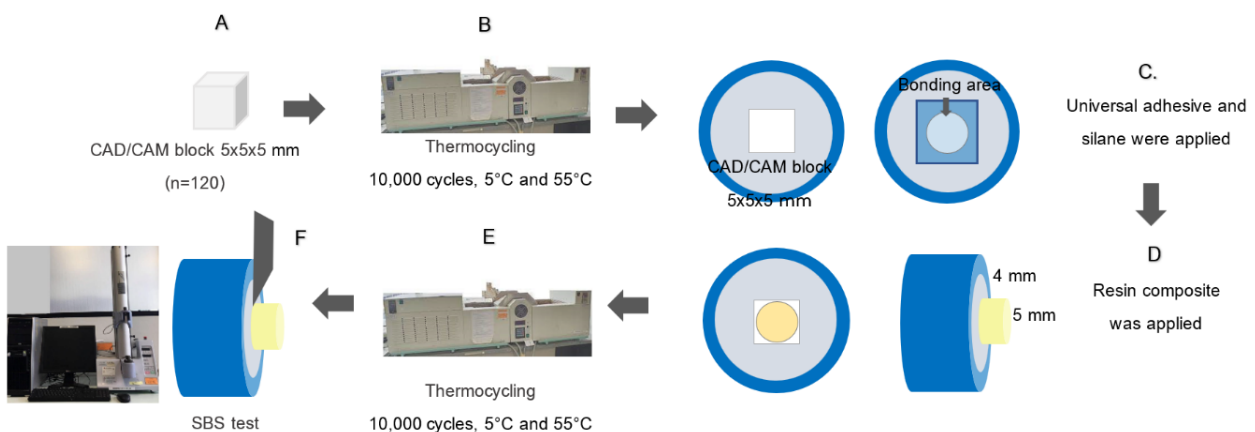 A
CAD/CAM block 5x5x5 mm
(n=120)
B
Thermocycling
10,000 cycles, 5°C and 55°C
CAD/CAM block
5x5x5 mm
Bonding area
C.
Universal adhesive and
silane were applied
D
Resin composite
was applied
4 mm
5 mm
E
Thermocycling
10,000 cycles, 5°C and 55°C
F
SBS test